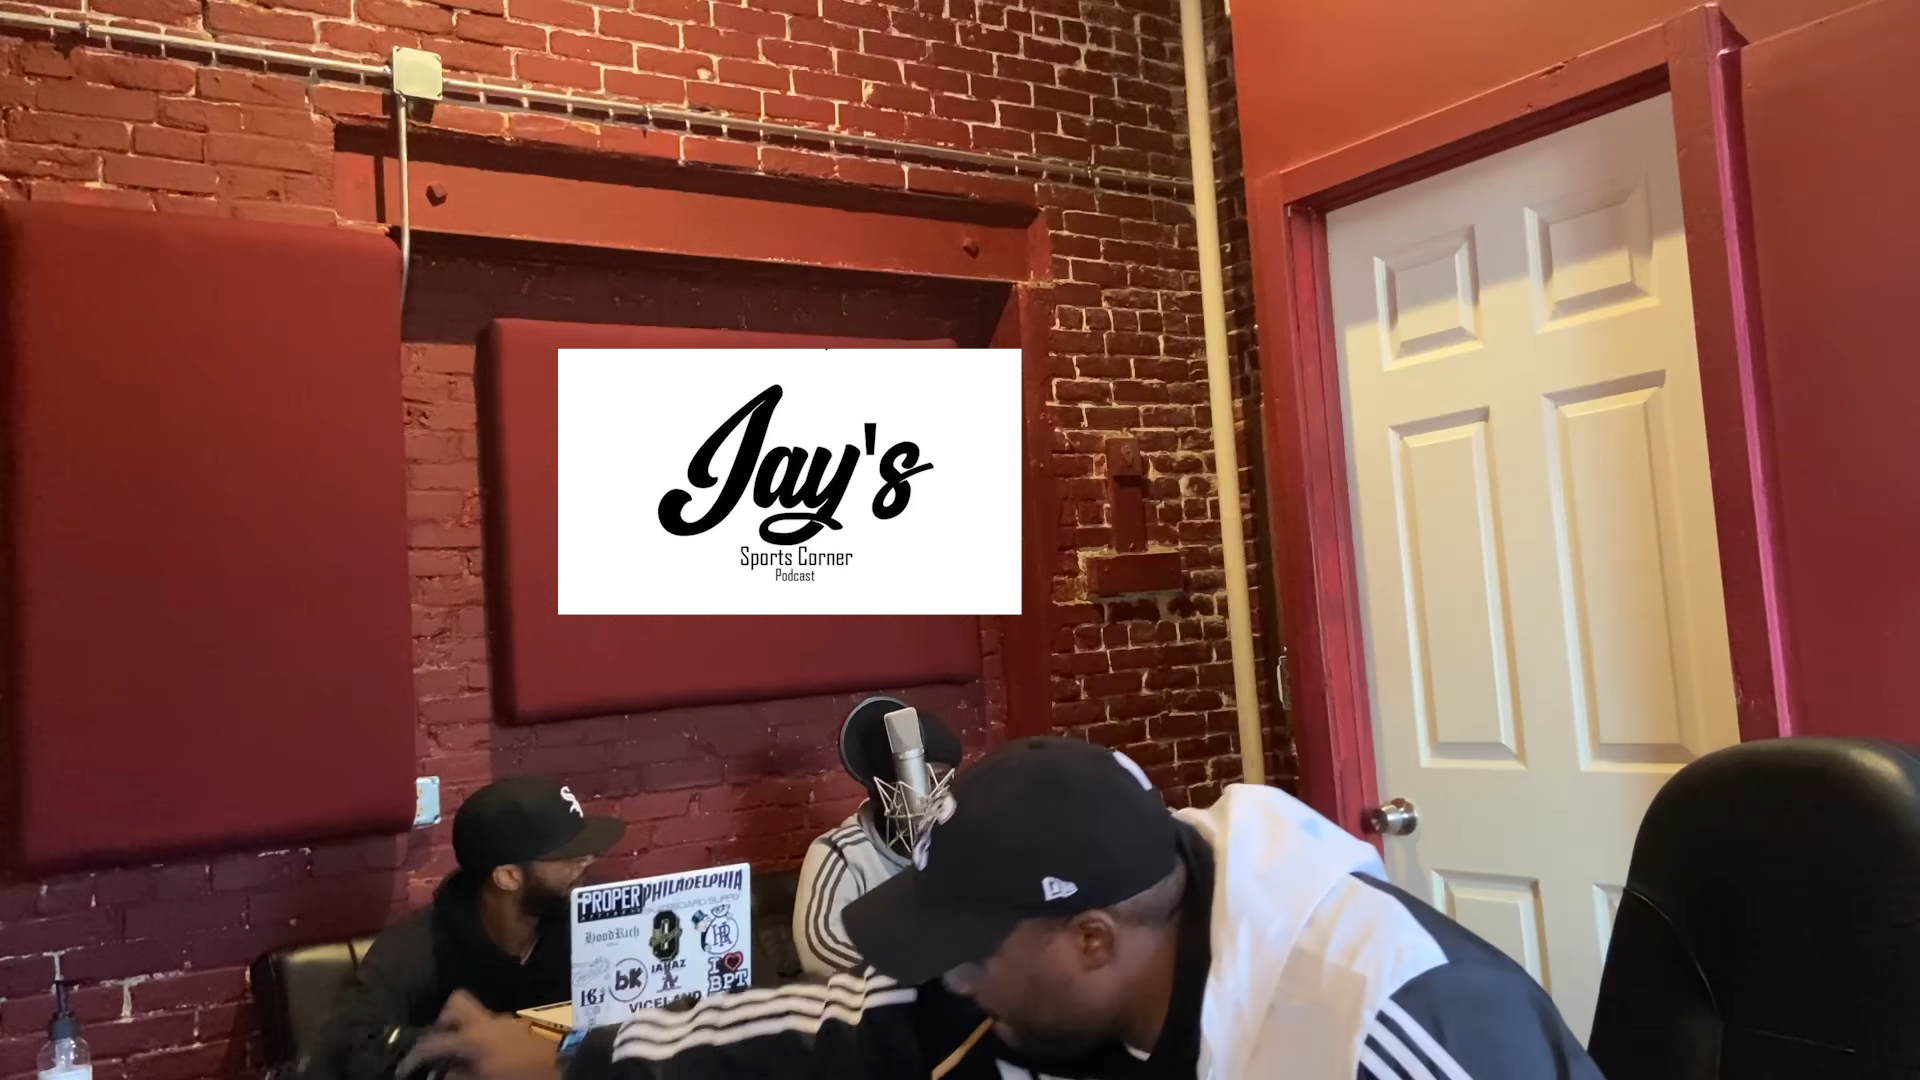 Jay's
Sports Corner
Podcast
PROPER
PHILADELPHIA
HoodRich
bK
I
BPT
VICELAND